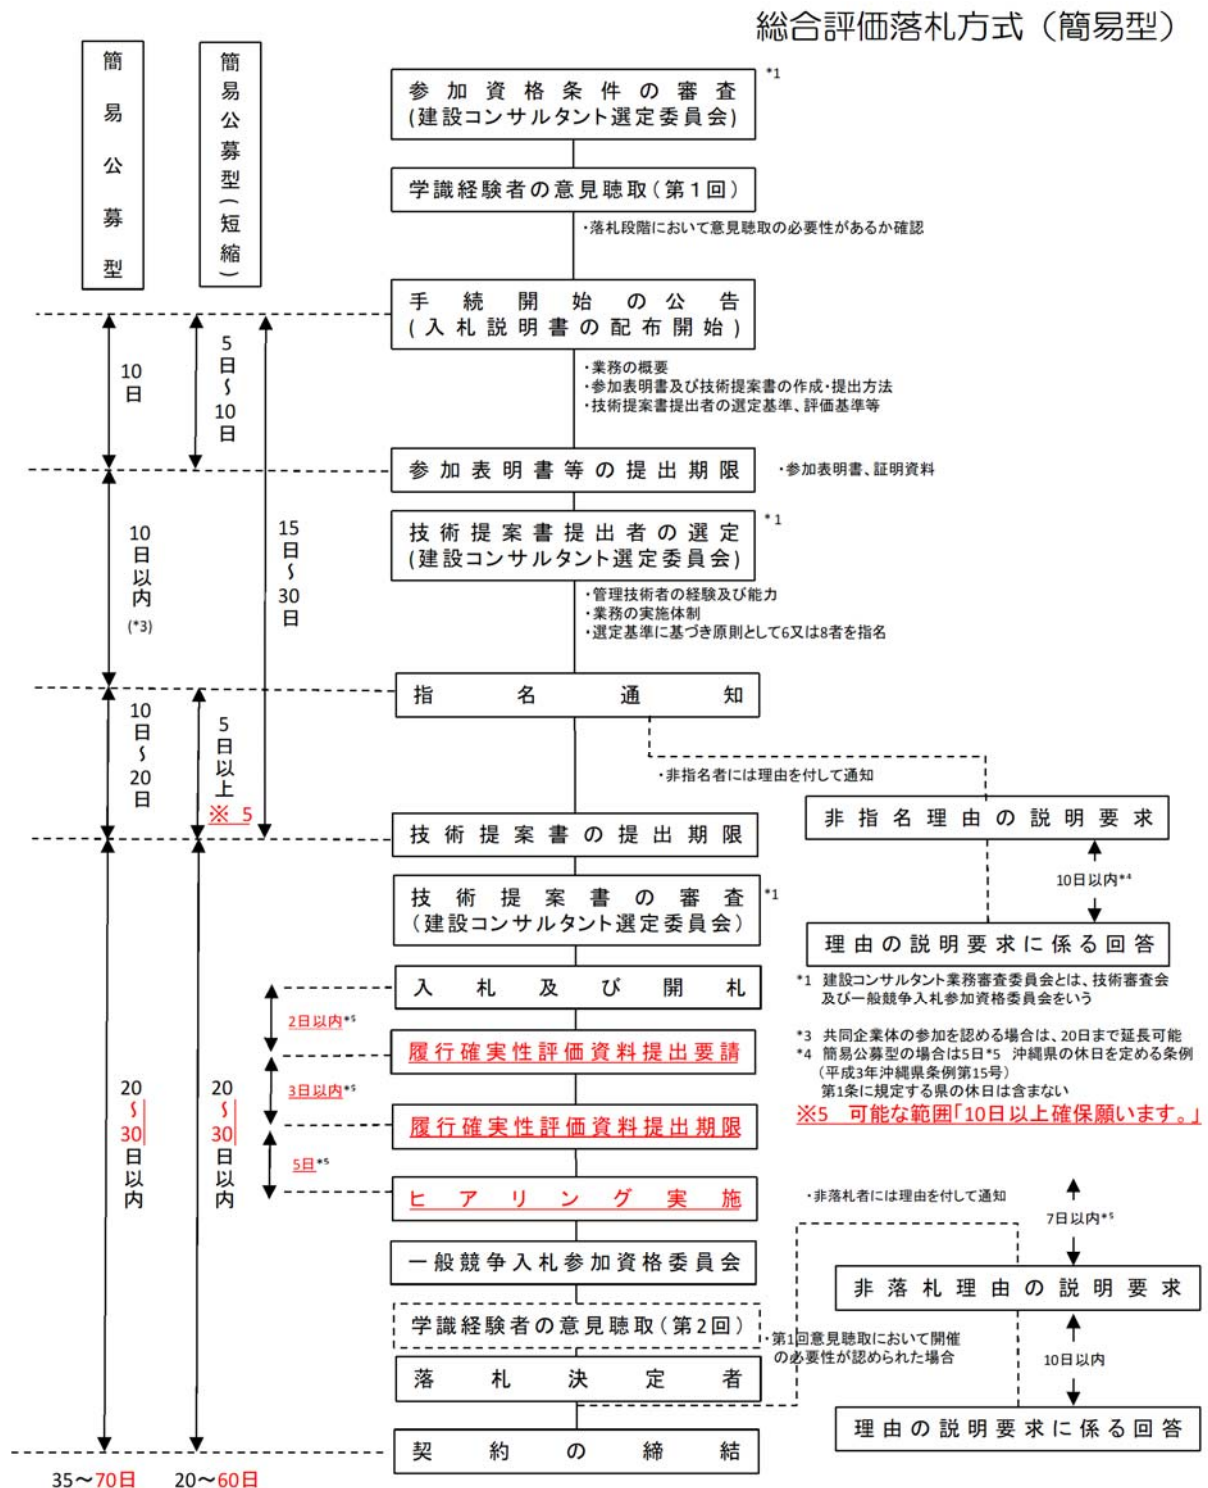 総合評価落札方式（簡易型）
簡易公募型
簡易公募型（短縮）
参加資格条件の審査
(建設コンサルタント選定委員会)
*1
学識経験者の意見聴取(第１回)
・落札段階において意見聴取の必要性があるか確認
手続開始の公告
(入札説明書の配布開始)
10日
5日～10日
15日～30日
・業務の概要
・参加表明書及び技術提案書の作成・提出方法
・技術提案書提出者の選定基準、評価基準等
参加表明書等の提出期限
・参加表明書、証明資料
10日以内
(*3)
技術提案書提出者の選定
(建設コンサルタント選定委員会)
*1
・管理技術者の経験及び能力
・業務の実施体制
・選定基準に基づき原則として6又は8者を指名
指名通知
10日～20日
5日以上
※ 5
・非指名者には理由を付して通知
非指名理由の説明要求
技術提案書の提出期限
10日以内*4
技術提案書の審査
（建設コンサルタント選定委員会）
*1
理由の説明要求に係る回答
入札及び開札
*1 建設コンサルタント業務審査委員会とは、技術審査会
及び一般競争入札参加資格委員会をいう
2日以内*5
履行確実性評価資料提出要請
*3 共同企業体の参加を認める場合は、20日まで延長可能
*4 簡易公募型の場合は5日*5 沖縄県の休日を定める条例
（平成3年沖縄県条例第15号）
第1条に規定する県の休日は含まない
※5 可能な範囲「10日以上確保願います。」
3日以内*5
履行確実性評価資料提出期限
20～30日以内
20～30日以内
5日*5
ヒアリング実施
・非落札者には理由を付して通知
7日以内*5
一般競争入札参加資格委員会
非落札理由の説明要求
学識経験者の意見聴取(第2回)
・第1回意見聴取において開催
の必要性が認められた場合
10日以内
落札決定者
理由の説明要求に係る回答
契約の締結
35～70日
20～60日